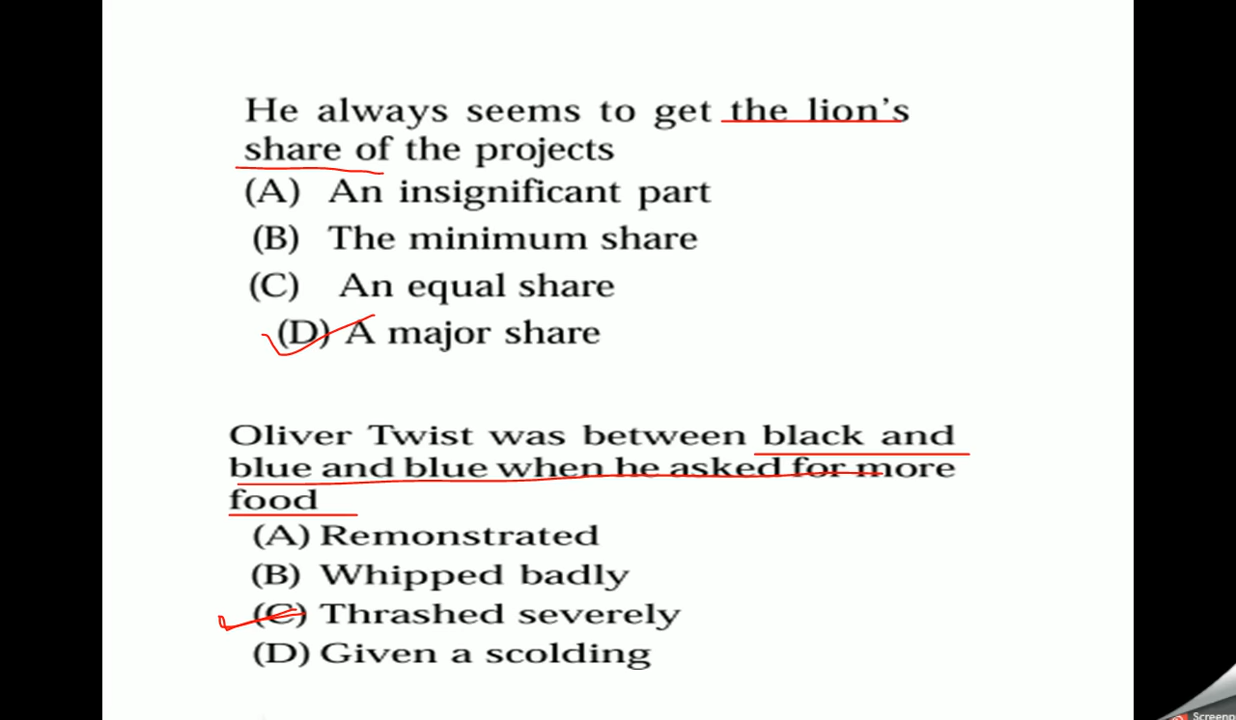 He always seems to get the lion's
share of the projects
(A) An insignificant part
(B) The minimum share
(C) An equal share
(D) A major share
Oliver Twist was between black and
blue and blue when he asked for more
food
(A) Remonstrated
(B) Whipped badly
(C) Thrashed severely
(D) Given a scolding